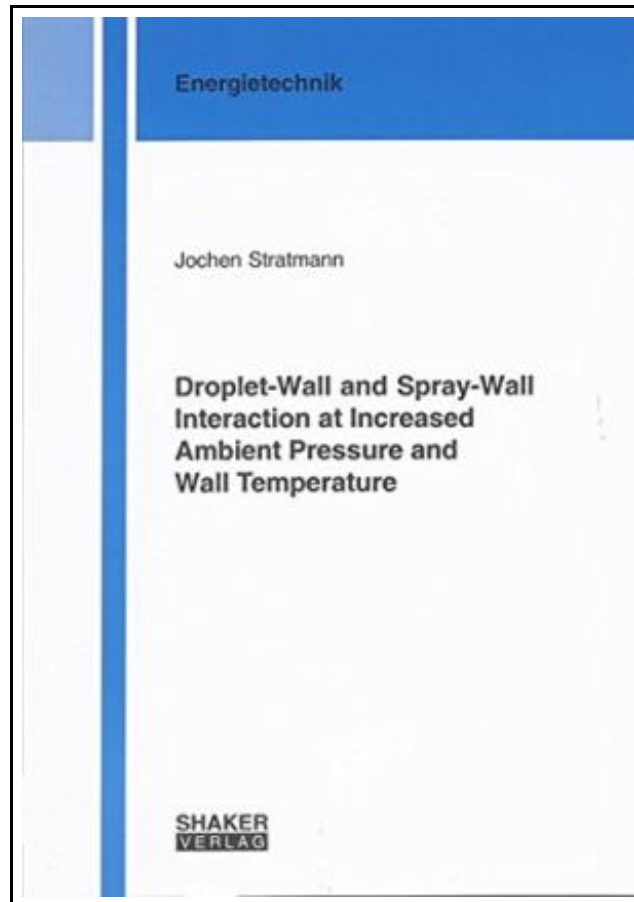 Energietechnik
Jochen Stratmann
Droplet-Wall and Spray-Wall
Interaction at Increased
Ambient Pressure and
Wall Temperature
SHAKER
VERLAG